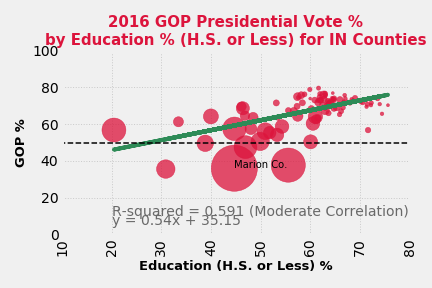 2016 GOP Presidential Vote %
by Education % (H.S. or Less) for IN Counties
100
80
60
40
20
0
GOP %
Marion Co.
R-squared = 0.591 (Moderate Correlation)
y = 0.54x + 35.15
10 20 30 40 50 60 70 80
Education (H.S. or Less) %